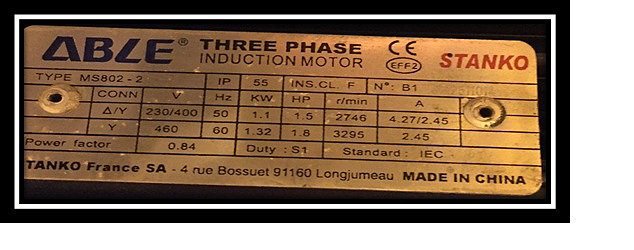 ABLE® THREE PHASE INDUCTION MOTOR CE EFF2 STANKO
TYPE MS802-2 IP 55 INS.CL. F N°: B1
CONN V Hz KW HP r/min A
Δ/Y 230/400 50 1.1 1.5 2746 4.27/2.45
Y 460 60 1.32 1.8 3295 2.45
Power factor 0.84 Duty : S1 Standard : IEC
TANKO France SA - 4 rue Bossuet 91160 Longjumeau MADE IN CHINA